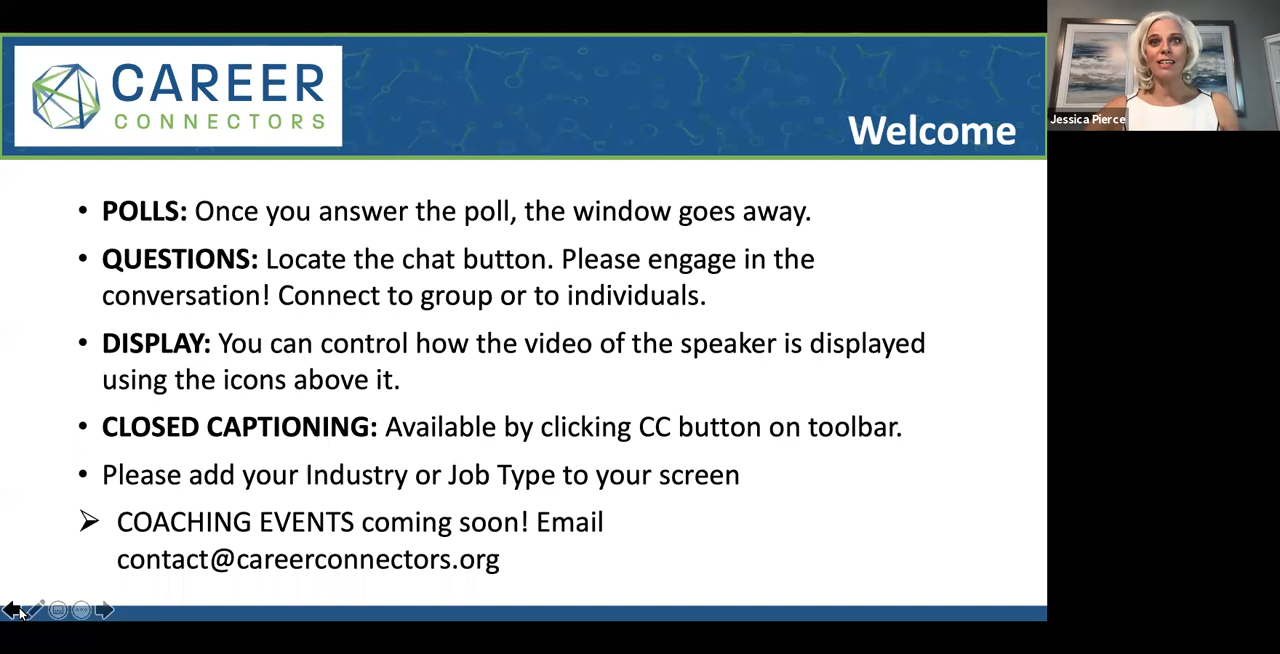 CAREER
CONNECTORS
Welcome
Jessica Pierce
• POLLS: Once you answer the poll, the window goes away.
• QUESTIONS: Locate the chat button. Please engage in the
conversation! Connect to group or to individuals.
• DISPLAY: You can control how the video of the speaker is displayed
using the icons above it.
• CLOSED CAPTIONING: Available by clicking CC button on toolbar.
• Please add your Industry or Job Type to your screen
➢ COACHING EVENTS coming soon! Email
contact@careerconnectors.org